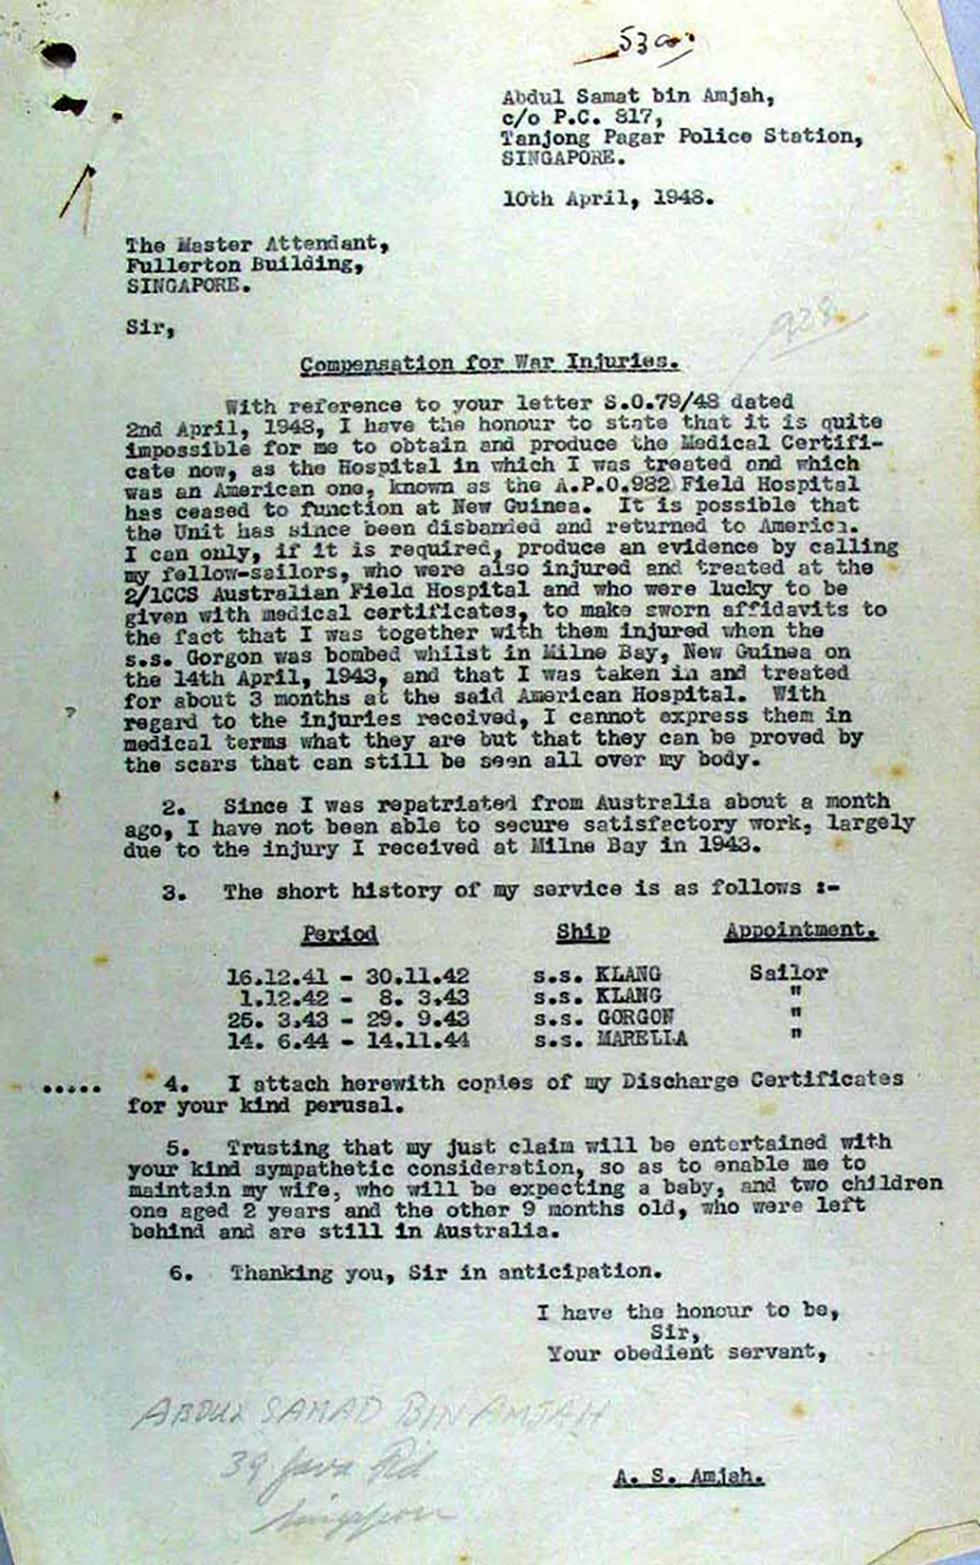 53
Abdul Samat bin Amjah,
c/o P.C. 817,
Tanjong Pagar Police Station,
SINGAPORE.
10th April, 1948.
The Master Attendant,
Fullerton Building,
SINGAPORE.
Sir,
Compensation for War Injuries.
With reference to your letter S.O.79/48 dated
2nd April, 1948, I have the honour to state that it is quite
impossible for me to obtain and produce the Medical Certifi-
cate now, as the Hospital in which I was treated and which
was an American one, known as the A.P.O.982 Field Hospital
has ceased to function at New Guinea. It is possible that
the Unit has since been disbanded and returned to America.
I can only, if it is required, produce an evidence by calling
my fellow-sailors, who were also injured and treated at the
2/1CCS Australian Field Hospital and who were lucky to be
given with medical certificates, to make sworn affidavits to
the fact that I was together with them injured when the
s.s. Gorgon was bombed whilst in Milne Bay, New Guinea on
the 14th April, 1943, and that I was taken in and treated
for about 3 months at the said American Hospital. With
regard to the injuries received, I cannot express them in
medical terms what they are but that they can be proved by
the scars that can still be seen all over my body.
?
2. Since I was repatriated from Australia about a month
ago, I have not been able to secure satisfactory work, largely
due to the injury I received at Milne Bay in 1943.
3. The short history of my service is as follows :-
Period Ship Appointment.
16.12.41 - 30.11.42 s.s. KLANG Sailor
1.12.42 - 8. 3.43 s.s. KLANG "
25. 3.43 - 29. 9.43 s.s. GORGON "
14. 6.44 - 14.11.44 s.s. MARELLA "
..... 4. I attach herewith copies of my Discharge Certificates
for your kind perusal.
5. Trusting that my just claim will be entertained with
your kind sympathetic consideration, so as to enable me to
maintain my wife, who will be expecting a baby, and two children
one aged 2 years and the other 9 months old, who were left
behind and are still in Australia.
6. Thanking you, Sir in anticipation.
I have the honour to be,
Sir,
Your obedient servant,
ABDUL SAMAD BIN AMJAH
39 Java Rd
Singapore
A. S. Amjah.